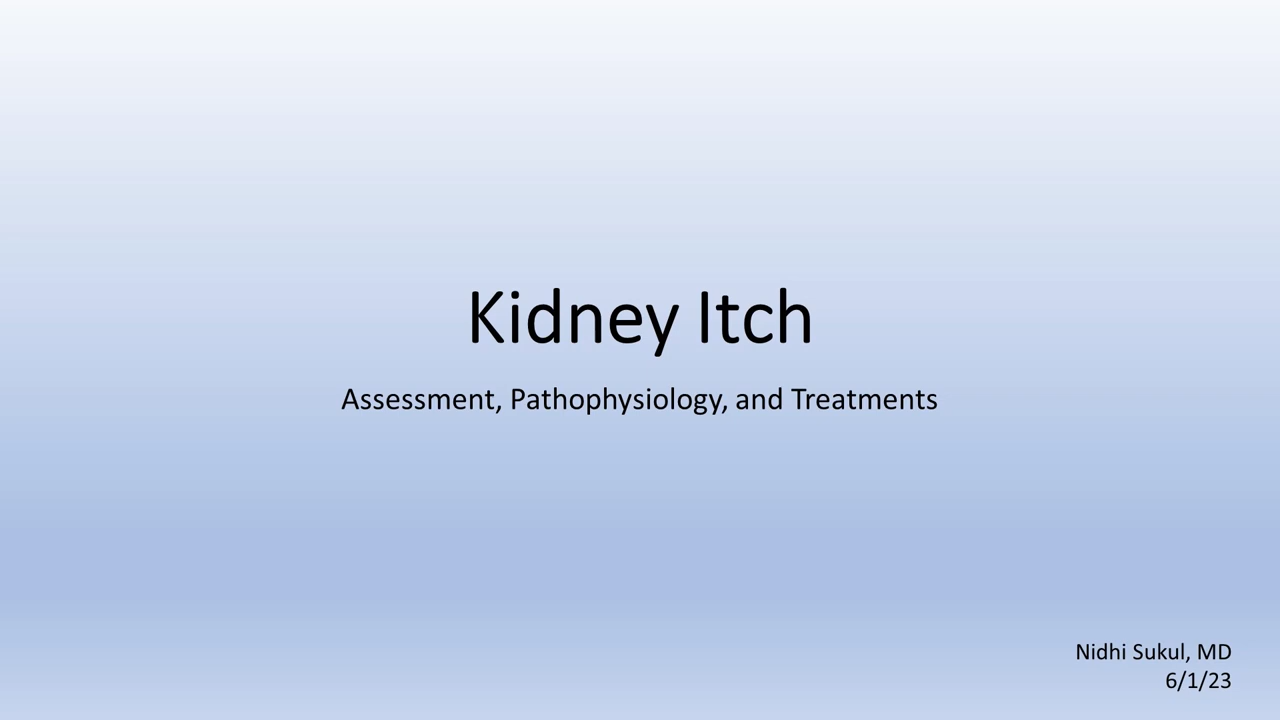 Kidney Itch
Assessment, Pathophysiology, and Treatments
Nidhi Sukul, MD
6/1/23